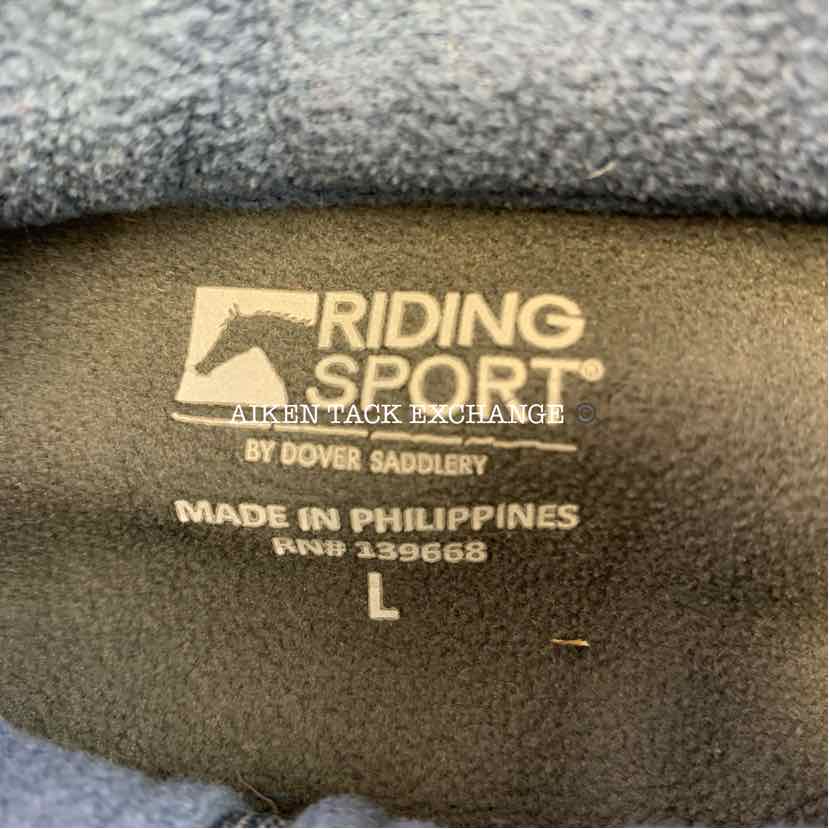 RIDING
SPORT®
AIKEN TACK EXCHANGE ©
BY DOVER SADDLERY
MADE IN PHILIPPINES
RN# 139668
L